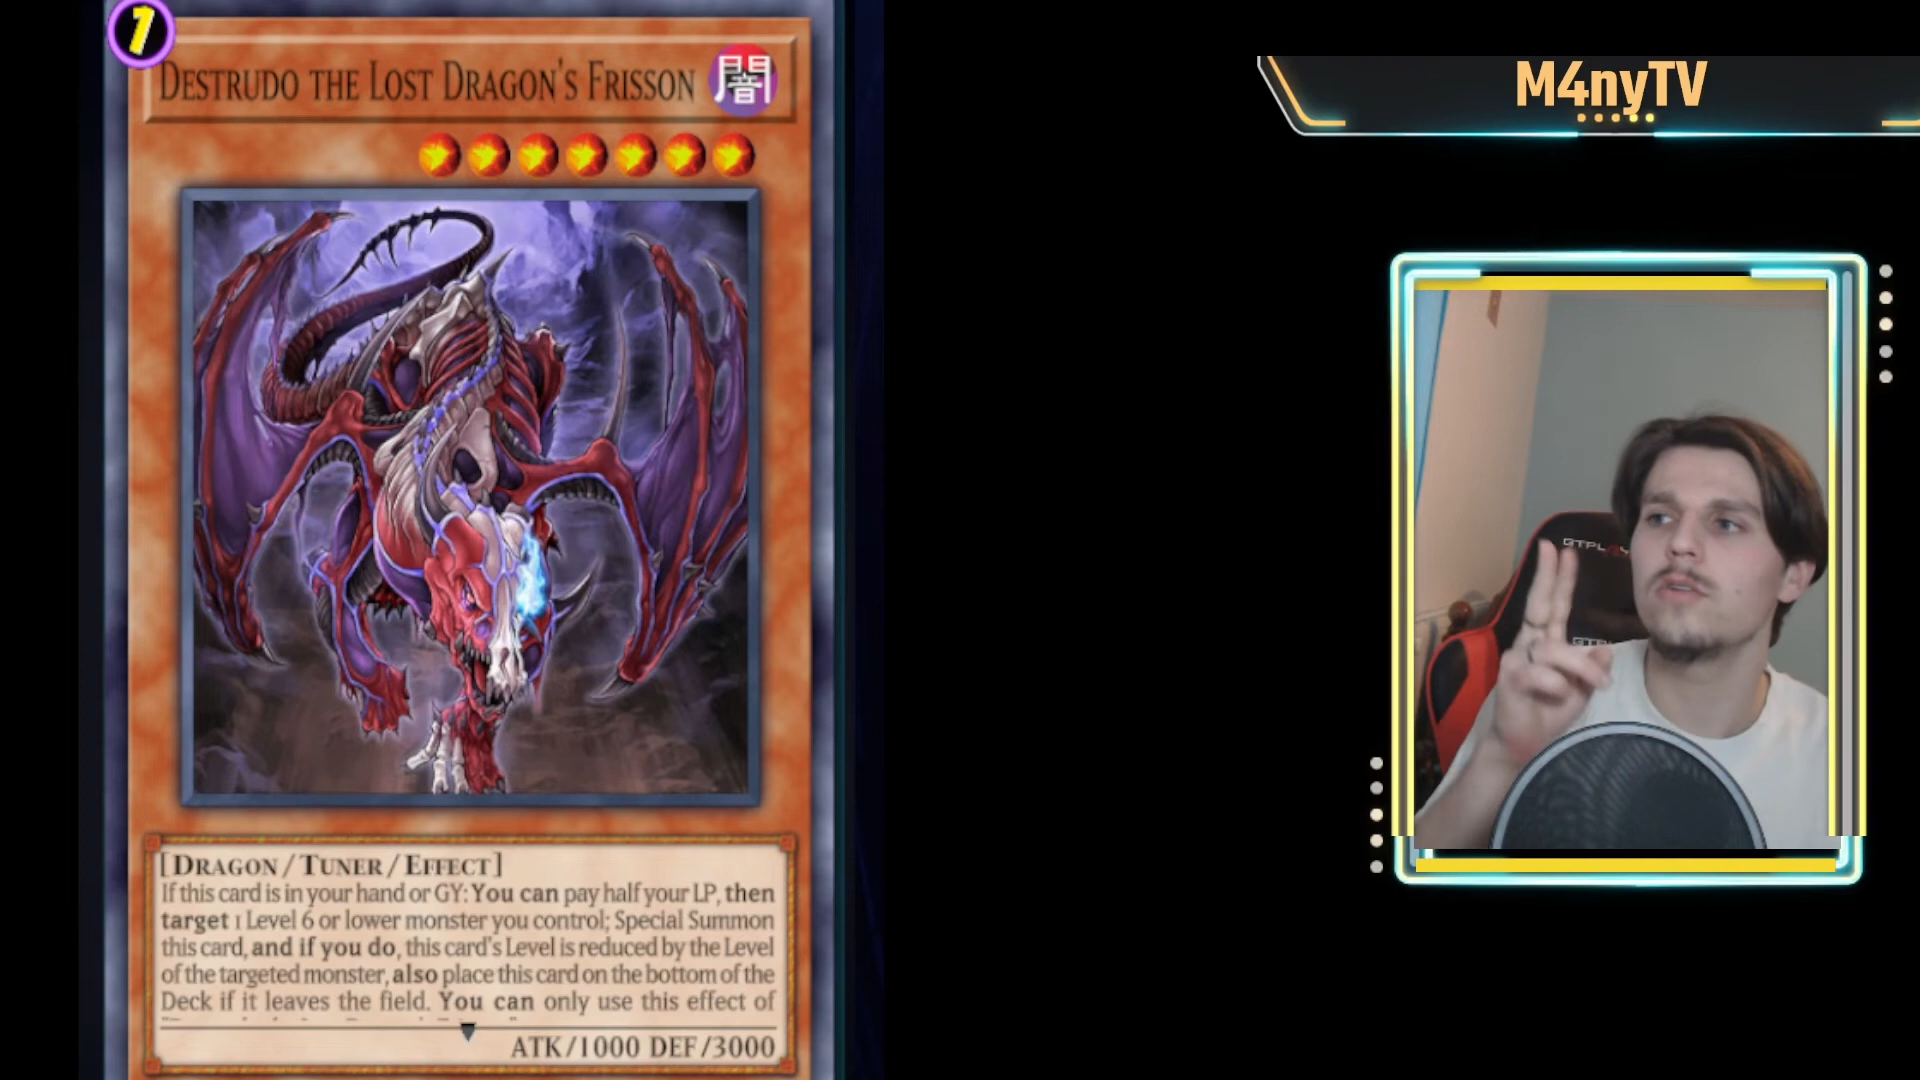 1
DESTRUDO THE LOST DRAGON'S FRISSON
闇
[DRAGON/TUNER/EFFECT]
If this card is in your hand or GY: You can pay half your LP, then
target 1 Level 6 or lower monster you control; Special Summon
this card, and if you do, this card's Level is reduced by the Level
of the targeted monster, also place this card on the bottom of the
Deck if it leaves the field. You can only use this effect of
ATK/1000 DEF/3000
M4nyTV
GTPLAY